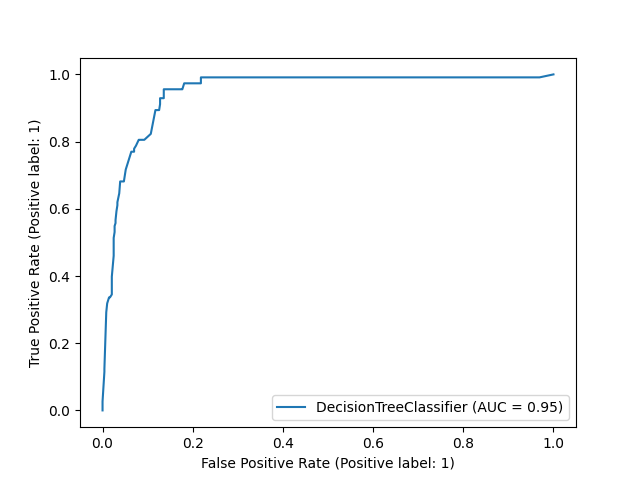 1.0
0.8
0.6
0.4
0.2
0.0
True Positive Rate (Positive label: 1)
DecisionTreeClassifier (AUC = 0.95)
0.0 0.2 0.4 0.6 0.8 1.0
False Positive Rate (Positive label: 1)